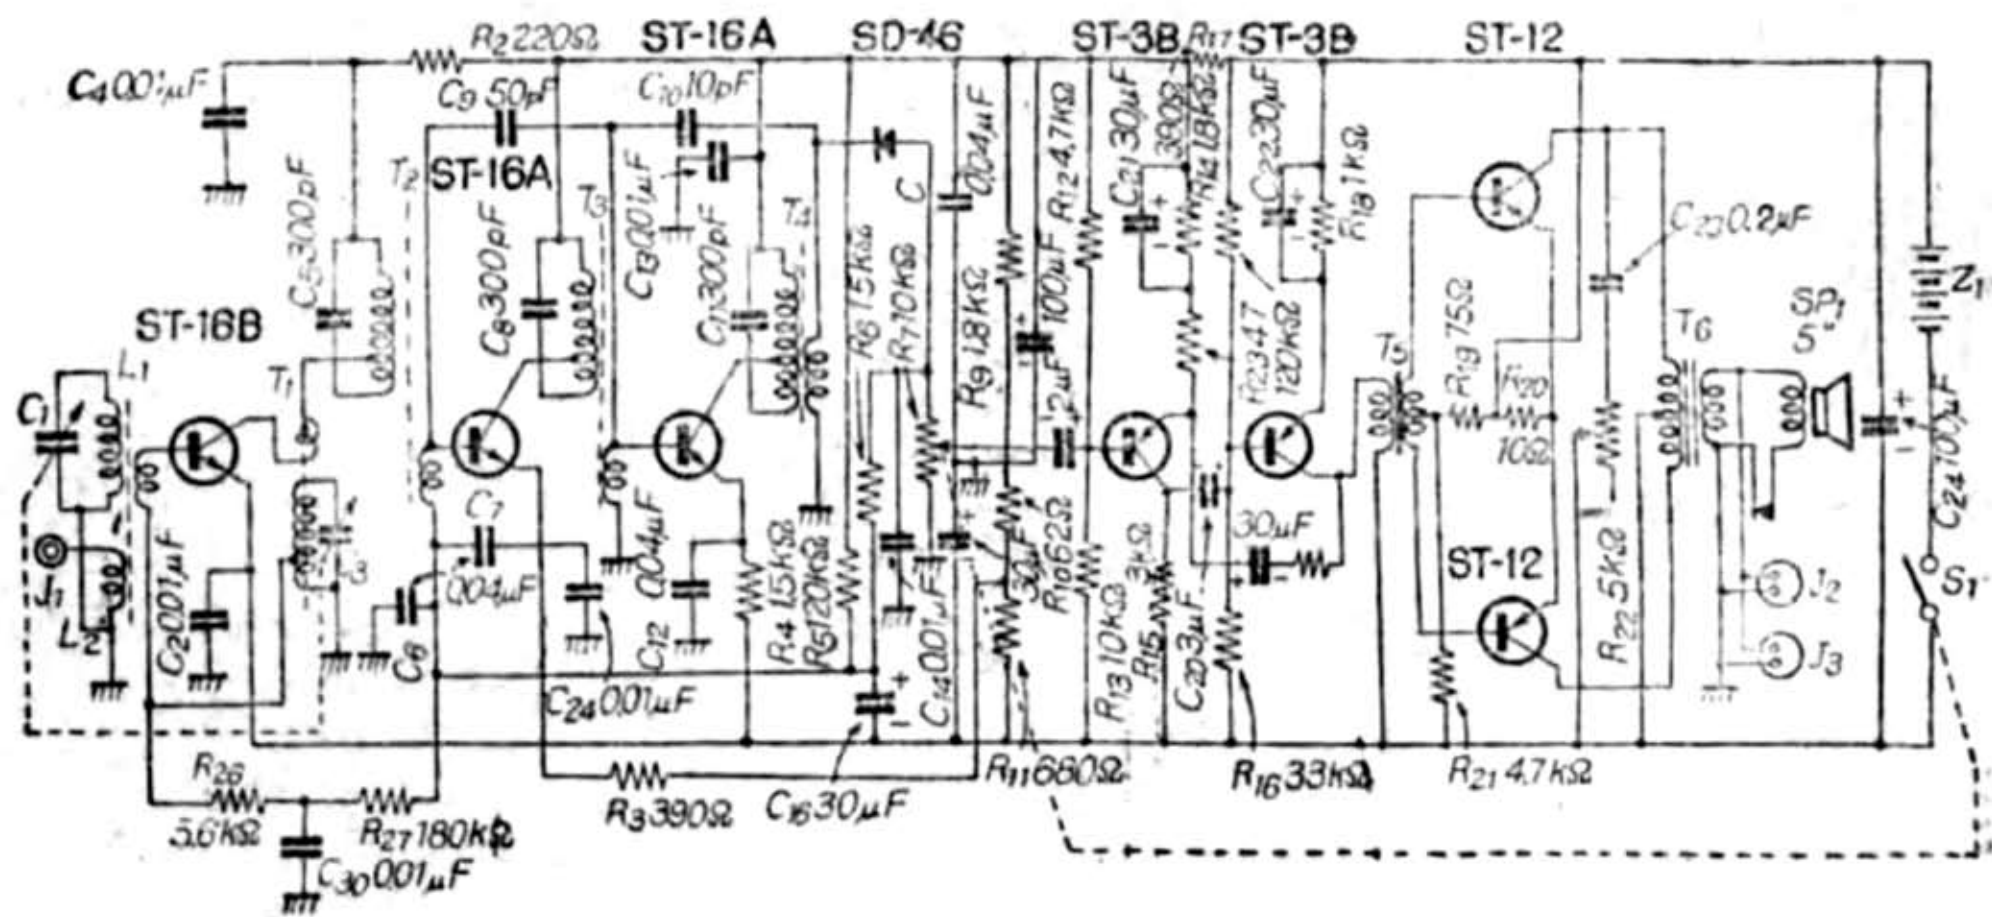 R2 220Ω
ST-16A
SD-46
ST-3B
R17
ST-3B
ST-12
C4 0.01μF
C9 50pF
C10 10pF
ST-16A
T2
C5 300pF
C8 300pF
T3
C13 0.01μF
C11 300pF
T4
R6 15kΩ
R7 10kΩ
C
0.04μF
R9 1.8kΩ
100μF
R12 4.7kΩ
2μF
C21 30μF
390Ω
R14 1.8kΩ
C22 30μF
R18 1kΩ
R23 47
120kΩ
C23 0.2μF
ST-16B
C1
L1
T1
J1
L2
C2 0.01μF
C7
0.04μF
C6
C24 0.01μF
C12
0.04μF
R4 1.5kΩ
R5 120kΩ
C14 0.01μF
30μF
R10 62Ω
R13 10kΩ
R15
3kΩ
C20 3μF
30μF
T5
R19 75Ω
R20
10Ω
ST-12
R22 5kΩ
T6
SP1
5"
Z1
C24 100μF
S1
J2
J3
R26
5.6kΩ
R27 180kΩ
C30 0.01μF
R3 390Ω
C16 30μF
R11 680Ω
R16 33kΩ
R21 4.7kΩ